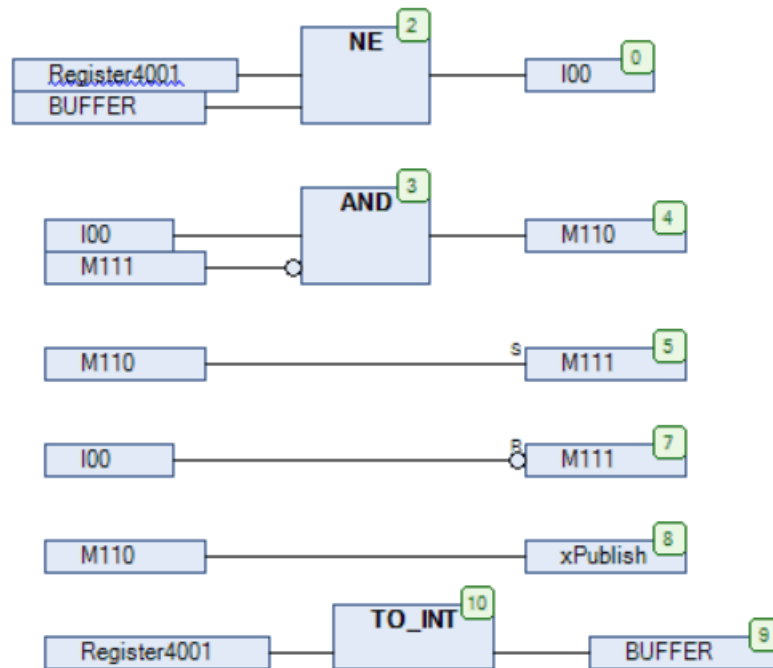 NE 2
Register4001 I00 0
BUFFER
AND 3
I00 M110 4
M111
M110 S M111 5
I00 R M111 7
M110 xPublish 8
TO_INT 10
Register4001 BUFFER 9